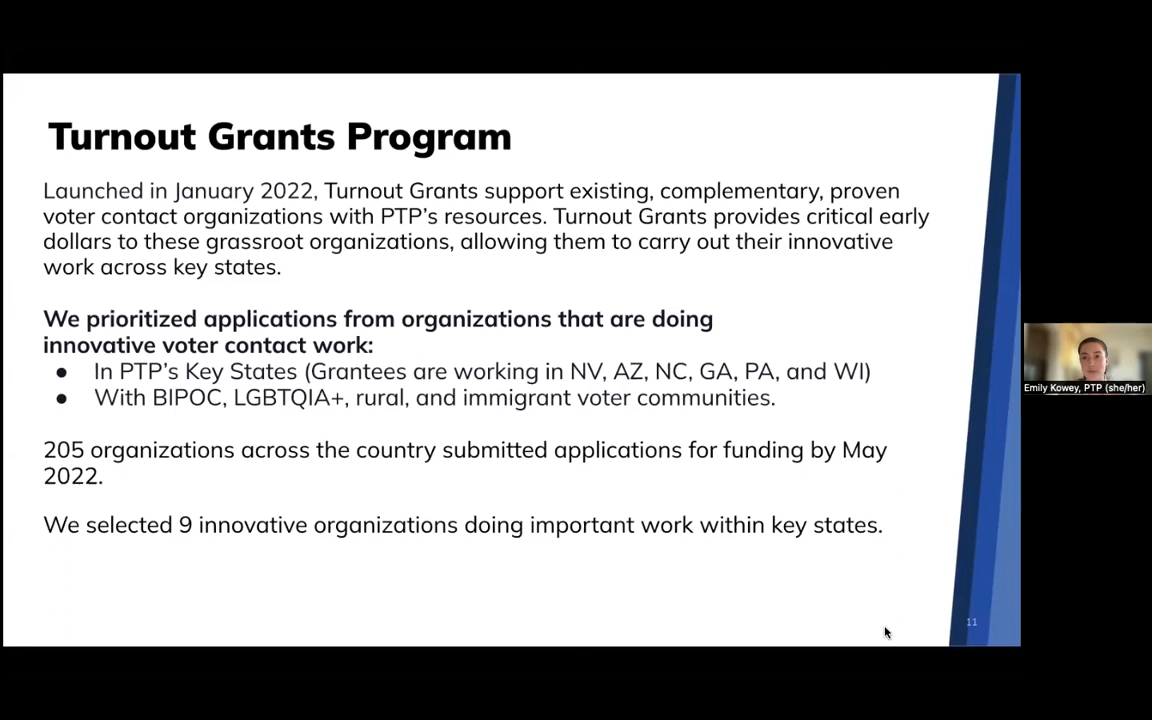 Turnout Grants Program
Launched in January 2022, Turnout Grants support existing, complementary, proven
voter contact organizations with PTP’s resources. Turnout Grants provides critical early
dollars to these grassroot organizations, allowing them to carry out their innovative
work across key states.
We prioritized applications from organizations that are doing
innovative voter contact work:
● In PTP’s Key States (Grantees are working in NV, AZ, NC, GA, PA, and WI)
● With BIPOC, LGBTQIA+, rural, and immigrant voter communities.
205 organizations across the country submitted applications for funding by May
2022.
We selected 9 innovative organizations doing important work within key states.
11
Emily Kowey, PTP (she/her)